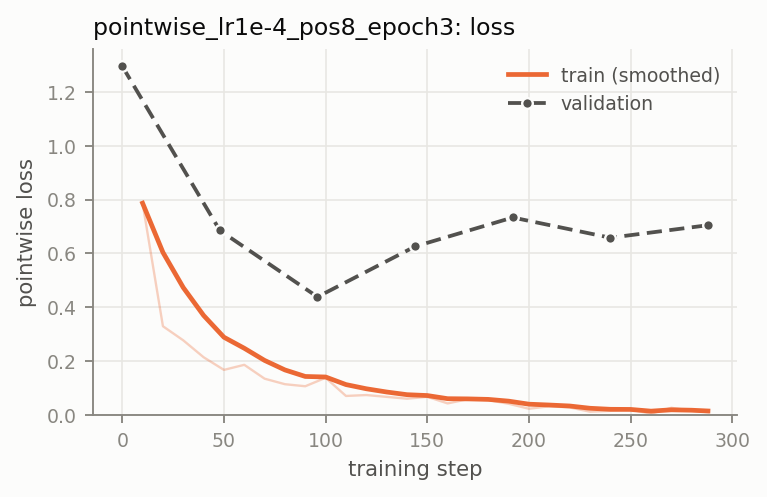 pointwise_lr1e-4_pos8_epoch3: loss
train (smoothed)
validation
pointwise loss
1.2
1.0
0.8
0.6
0.4
0.2
0.0
0 50 100 150 200 250 300
training step